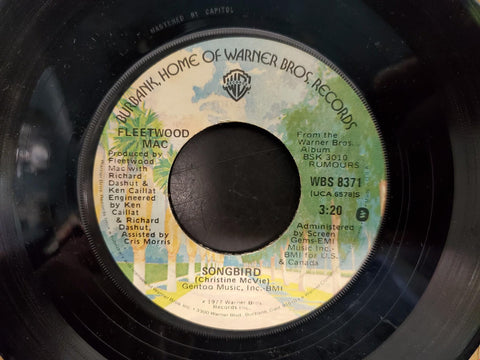 MASTERED BY CAPITOL
BURBANK, HOME OF WARNER BROS. RECORDS
FLEETWOOD
MAC
Produced by
Fleetwood
Mac with
Richard
Dashut &
Ken Caillat
Engineered
by Ken
Caillat
& Richard
Dashut,
Assisted by
Cris Morris
From the
Warner Bros.
Album
BSK 3010
RUMOURS
WBS 8371
(UCA 6578)S
3:20
Administered
by Screen
Gems-EMI
Music Inc.-
BMI for U.S.
& Canada
SONGBIRD
(Christine McVie)
Gentoo Music, Inc.-BMI
1977 Warner Bros.
Records Inc.